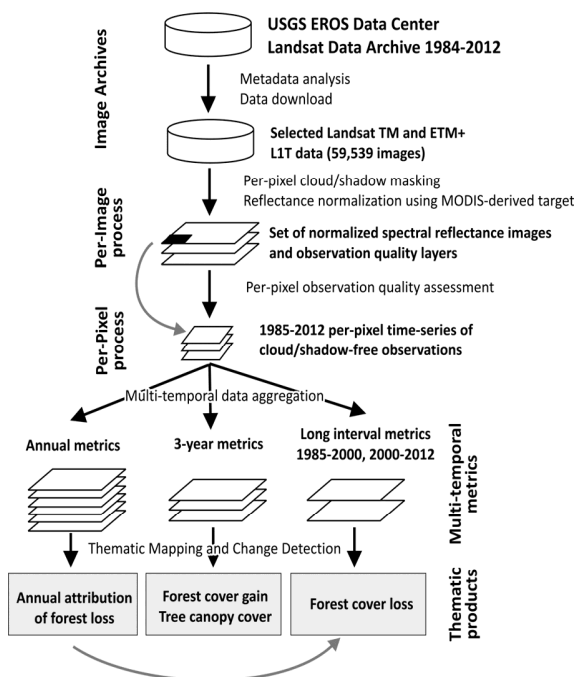 USGS EROS Data Center
Landsat Data Archive 1984-2012
Image Archives
Metadata analysis
Data download
Selected Landsat TM and ETM+
L1T data (59,539 images)
Per-pixel cloud/shadow masking
Reflectance normalization using MODIS-derived target
Per-Image
process
Set of normalized spectral reflectance images
and observation quality layers
Per-pixel observation quality assessment
Per-Pixel
process
1985-2012 per-pixel time-series of
cloud/shadow-free observations
Multi-temporal data aggregation
Annual metrics
3-year metrics
Long interval metrics
1985-2000, 2000-2012
Multi-temporal
metrics
Thematic Mapping and Change Detection
Annual attribution
of forest loss
Forest cover gain
Tree canopy cover
Forest cover loss
Thematic
products